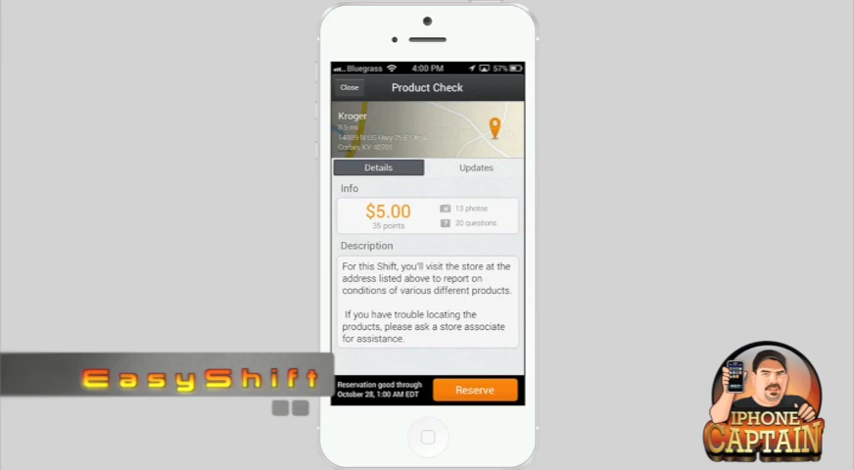 Bluegrass 4:00 PM 57%
Close Product Check
Kroger
Corbin, KY 40701
Details Updates
Info
$5.00
35 points
13 photos
20 questions
Description
For this Shift, you'll visit the store at the
address listed above to report on
conditions of various different products.
If you have trouble locating the
products, please ask a store associate
for assistance.
Reservation good through
October 28, 1:00 AM EDT
Reserve
EasyShift
IPHONE
CAPTAIN